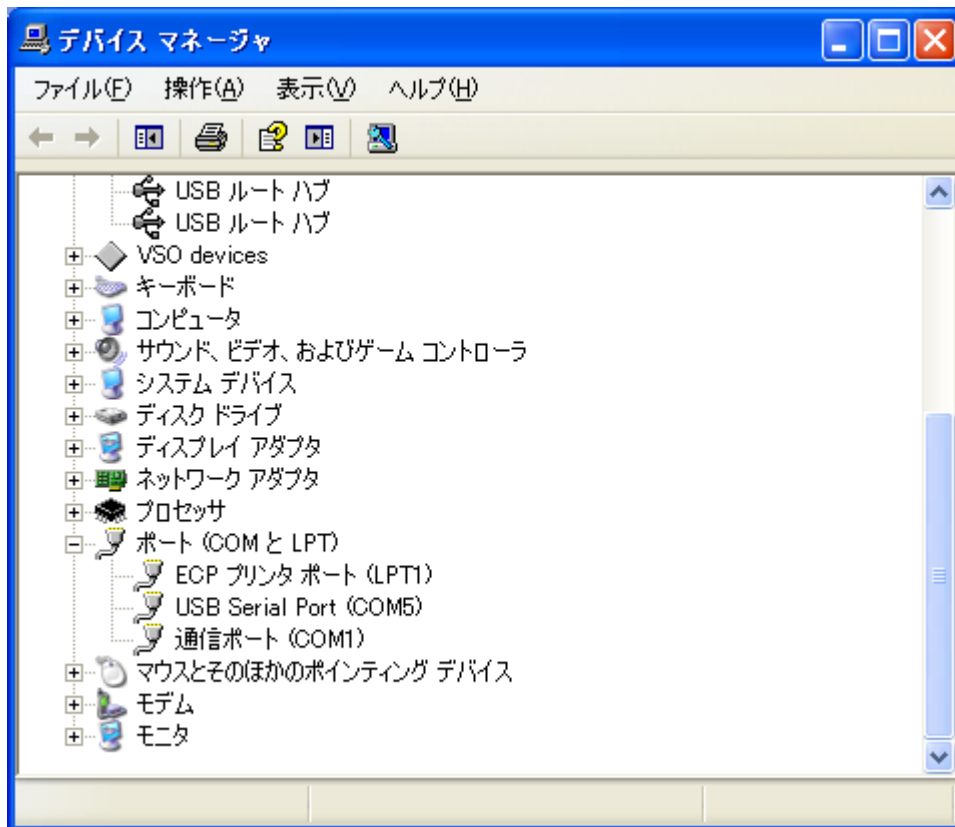 デバイス マネージャ
ファイル(F) 操作(A) 表示(V) ヘルプ(H)
USB ルート ハブ
USB ルート ハブ
VSO devices
キーボード
コンピュータ
サウンド、ビデオ、およびゲーム コントローラ
システム デバイス
ディスク ドライブ
ディスプレイ アダプタ
ネットワーク アダプタ
プロセッサ
ポート (COM と LPT)
ECP プリンタ ポート (LPT1)
USB Serial Port (COM5)
通信ポート (COM1)
マウスとそのほかのポインティング デバイス
モデム
モニタ